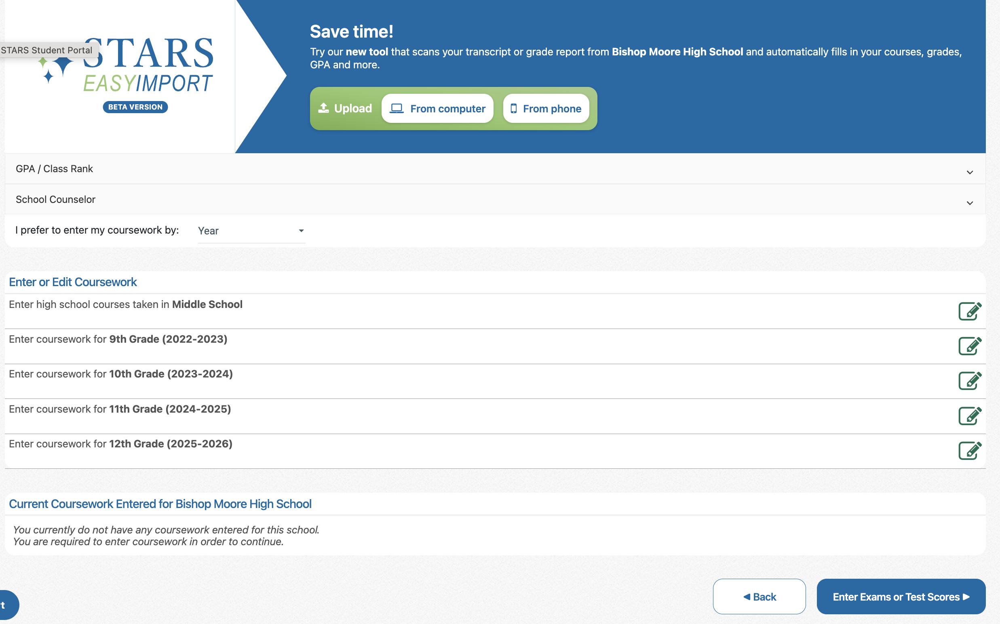 STARS Student Portal
STARS
EASYIMPORT
BETA VERSION
Save time!
Try our new tool that scans your transcript or grade report from Bishop Moore High School and automatically fills in your courses, grades,
GPA and more.
Upload
From computer
From phone
GPA / Class Rank
School Counselor
I prefer to enter my coursework by: Year
Enter or Edit Coursework
Enter high school courses taken in Middle School
Enter coursework for 9th Grade (2022-2023)
Enter coursework for 10th Grade (2023-2024)
Enter coursework for 11th Grade (2024-2025)
Enter coursework for 12th Grade (2025-2026)
Current Coursework Entered for Bishop Moore High School
You currently do not have any coursework entered for this school.
You are required to enter coursework in order to continue.
Back
Enter Exams or Test Scores